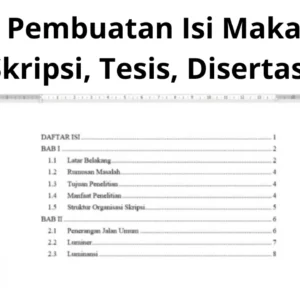 Pembuatan Isi Maka
kripsi, Tesis, Disertas
DAFTAR ISI 1
BAB I 2
1.1 Latar Belakang 2
1.2 Rumusan Masalah 4
1.3 Tujuan Penelitian 4
1.4 Manfaat Penelitian 4
1.5 Struktur Organisasi Skripsi 5
BAB II 6
2.1 Penerangan Jalan Umum 6
2.2 Luminer 7
2.3 Luminansi 8